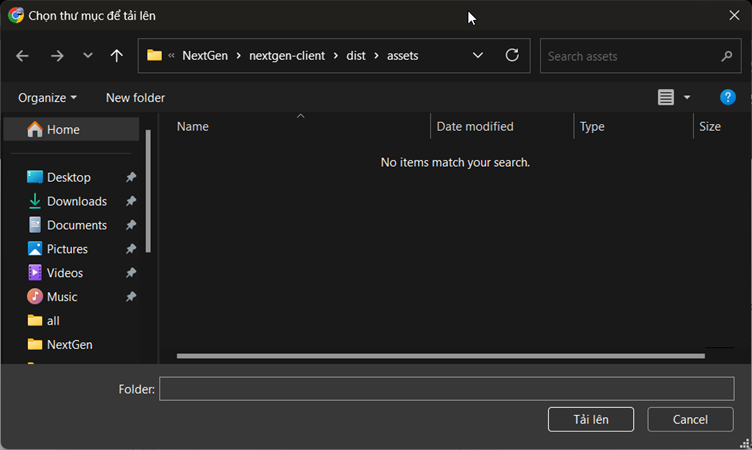 Chọn thư mục để tải lên
« NextGen › nextgen-client › dist › assets
Search assets
Organize
New folder
?
Home
Name
Date modified
Type
Size
No items match your search.
Desktop
Downloads
Documents
Pictures
Videos
Music
all
NextGen
Folder:
Tải lên
Cancel